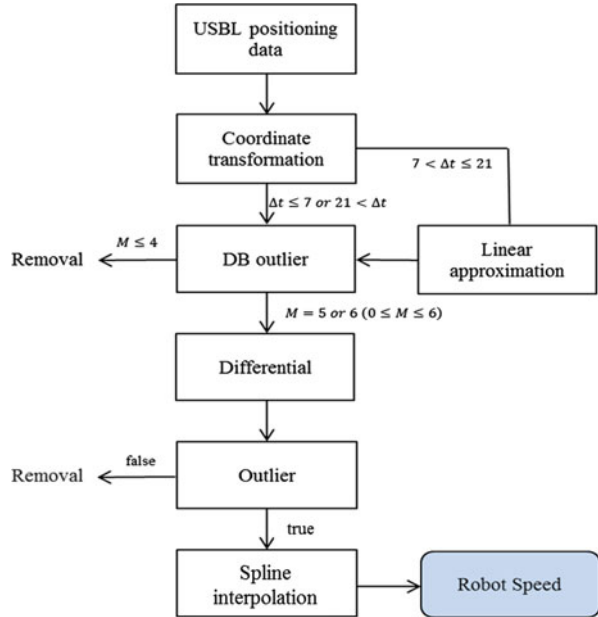 USBL positioning
data
Coordinate
transformation
7 < Δt ≤ 21
Δt ≤ 7 or 21 < Δt
M ≤ 4
Removal
DB outlier
Linear
approximation
M = 5 or 6 (0 ≤ M ≤ 6)
Differential
false
Removal
Outlier
true
Spline
interpolation
Robot Speed